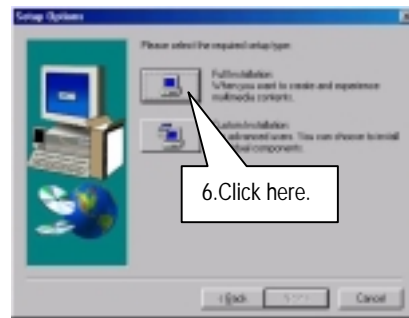 Setup Options
Please select the required setup type.
Full Installation
When you want to create and experience
multimedia contents.
Custom Installation
advanced users. You can choose to install
components.
6.Click here.
< Back
Cancel